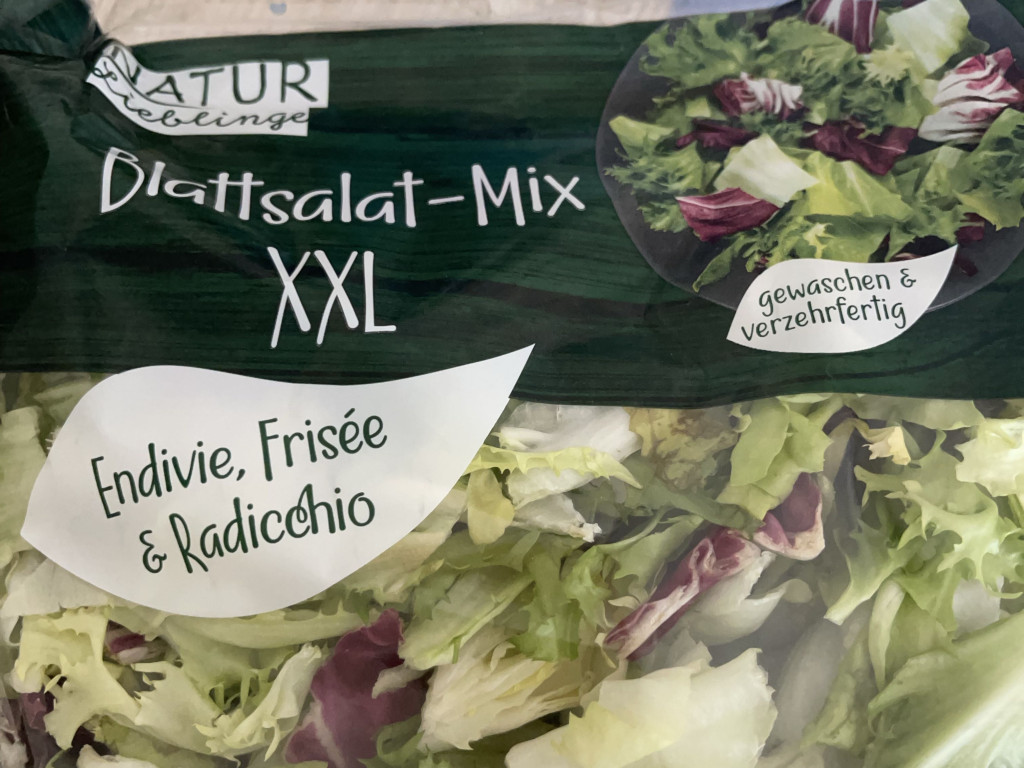 NATUR
Lieblinge
Blattsalat-Mix
XXL
gewaschen &
verzehrfertig
Endivie, Frisée
& Radicchio